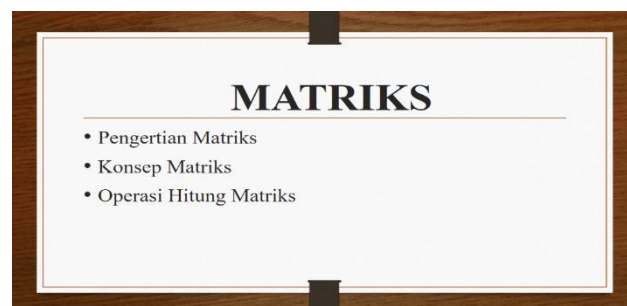 MATRIKS
• Pengertian Matriks
• Konsep Matriks
• Operasi Hitung Matriks